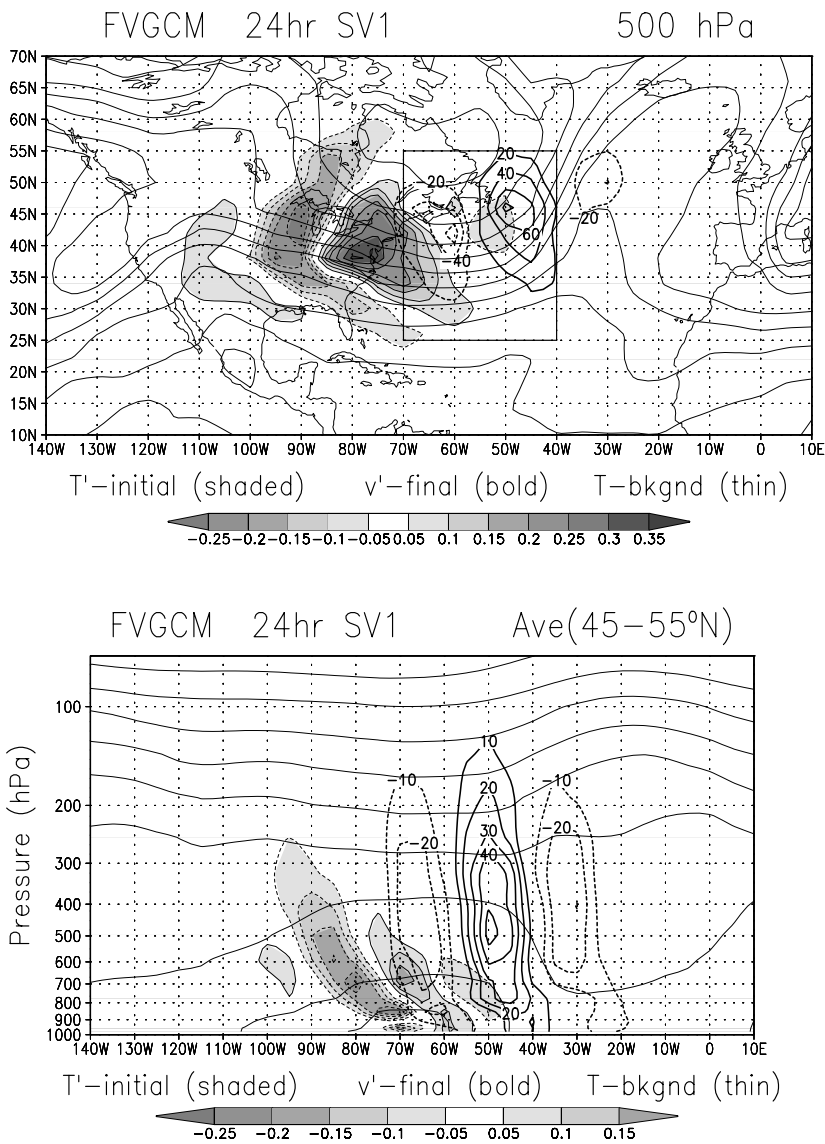 FVGCM 24hr SV1 500 hPa
70N
65N
60N
55N
50N
45N
40N
35N
30N
25N
20N
15N
10N
20
40
20
-20
60
-40
140W 130W 120W 110W 100W 90W 80W 70W 60W 50W 40W 30W 20W 10W 0 10E
T'-initial (shaded) v'-final (bold) T-bkgnd (thin)
-0.25 -0.2 -0.15 -0.1 -0.05 0.05 0.1 0.15 0.2 0.25 0.3 0.35
FVGCM 24hr SV1 Ave(45-55ºN)
Pressure (hPa)
100
200
300
400
500
600
700
800
900
1000
10
-10
-10
20
-20
30
-20
40
20
140W 130W 120W 110W 100W 90W 80W 70W 60W 50W 40W 30W 20W 10W 0 10E
T'-initial (shaded) v'-final (bold) T-bkgnd (thin)
-0.25 -0.2 -0.15 -0.1 -0.05 0.05 0.1 0.15